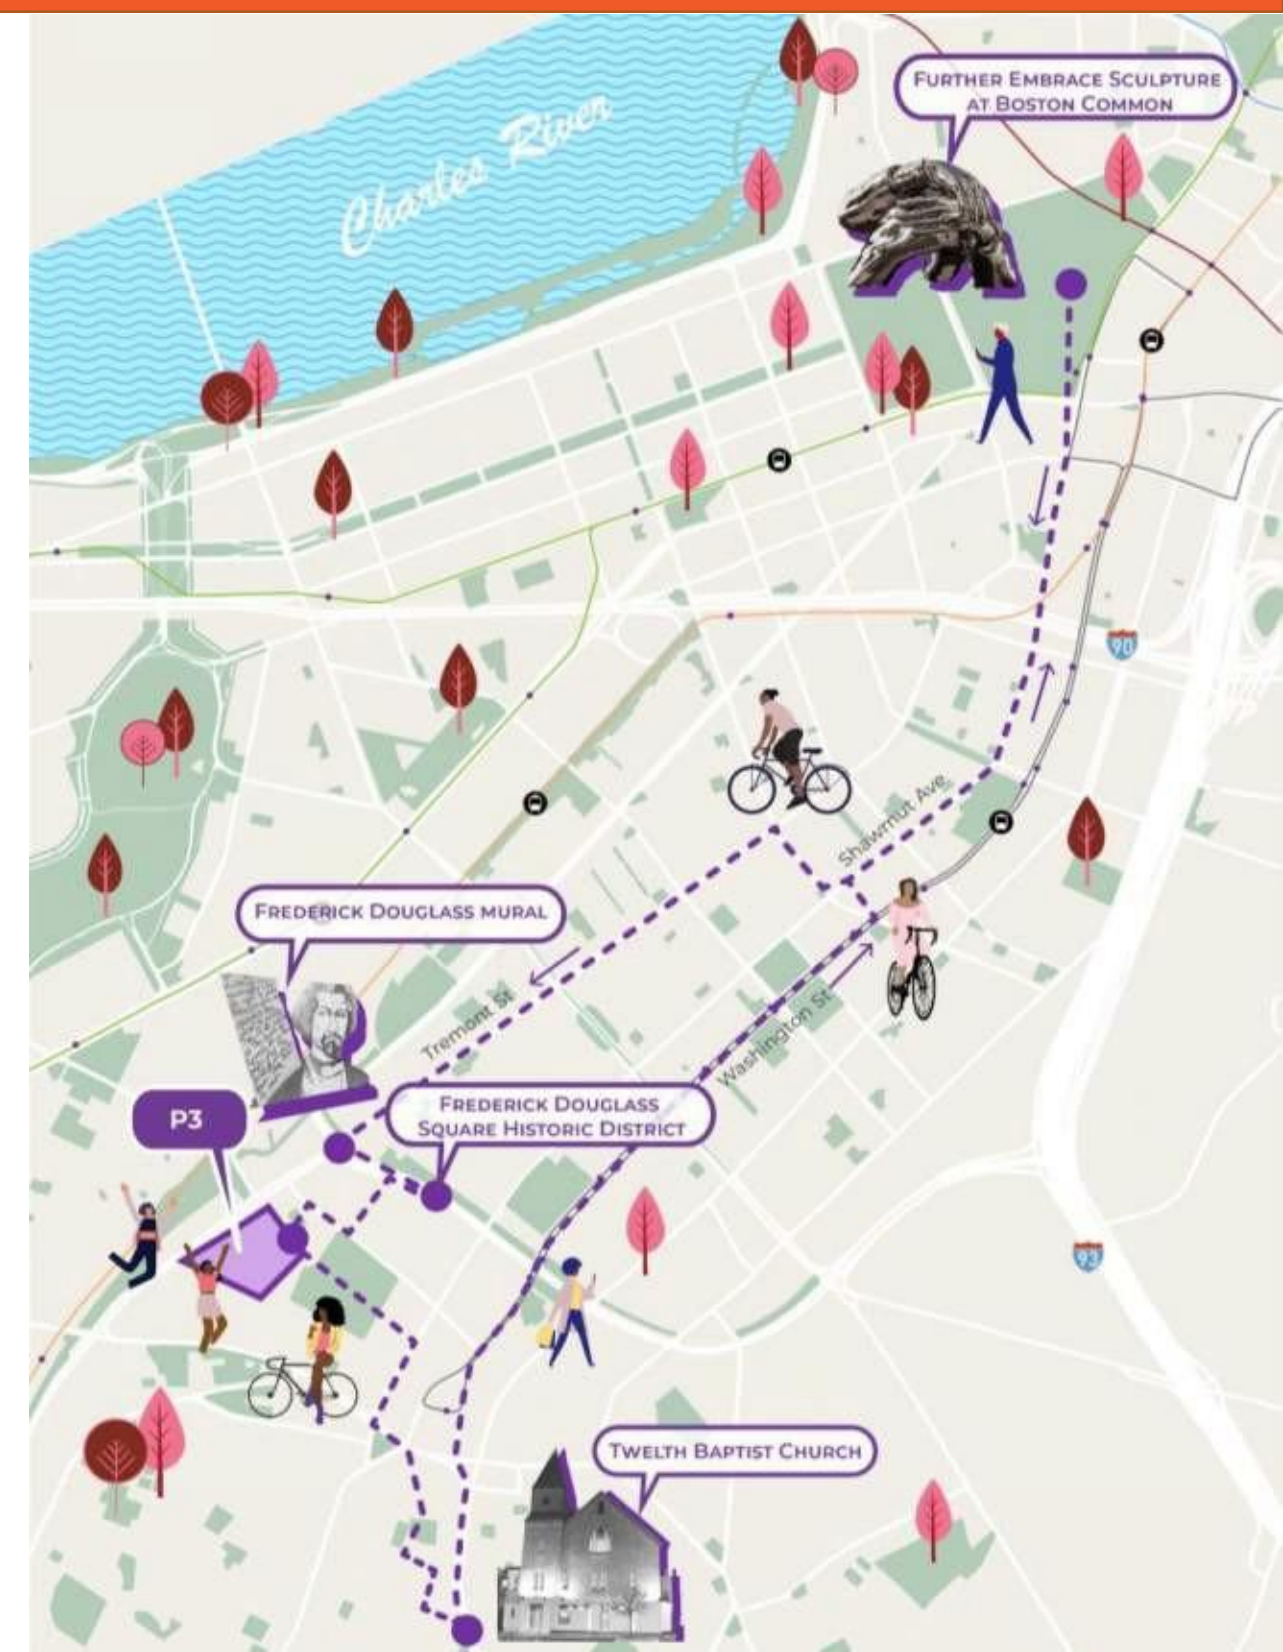 FURTHER EMBRACE SCULPTURE
AT BOSTON COMMON
Charles River
90
Shawmut Ave
FREDERICK DOUGLASS MURAL
Tremont St
Washington St
P3
FREDERICK DOUGLASS
SQUARE HISTORIC DISTRICT
93
TWELTH BAPTIST CHURCH